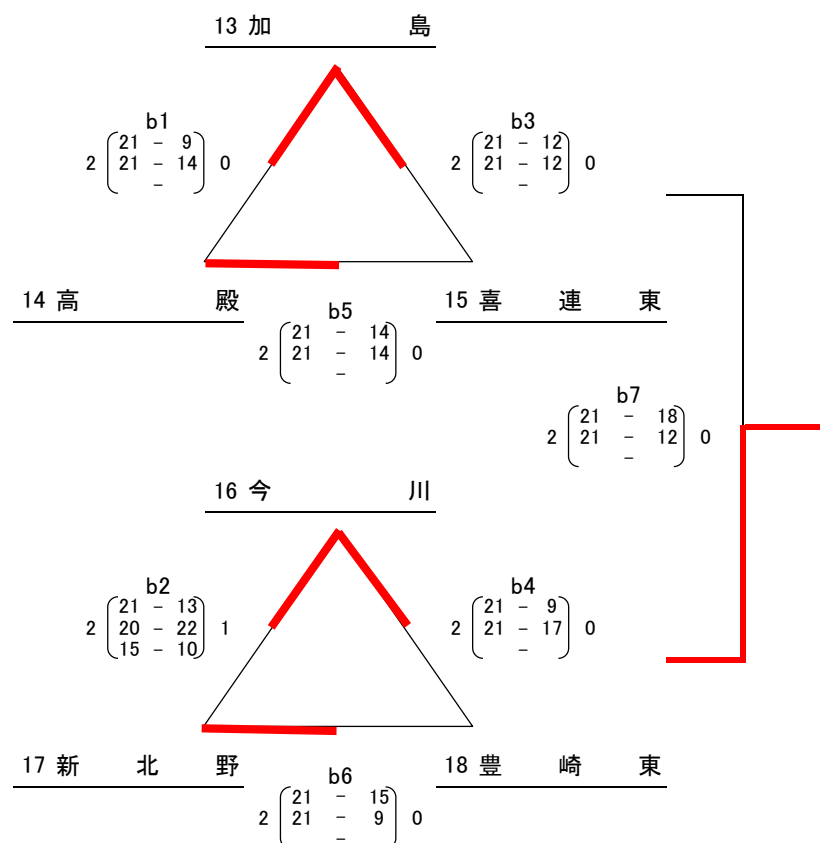 13 加 島
b1
21 - 9
2 21 - 14 0
-
b3
21 - 12
2 21 - 12 0
-
14 高 殿
15 喜 連 東
b5
21 - 14
2 21 - 14 0
-
b7
21 - 18
2 21 - 12 0
-
16 今 川
b2
21 - 13
2 20 - 22 1
15 - 10
b4
21 - 9
2 21 - 17 0
-
17 新 北 野
18 豊 崎 東
b6
21 - 15
2 21 - 9 0
-